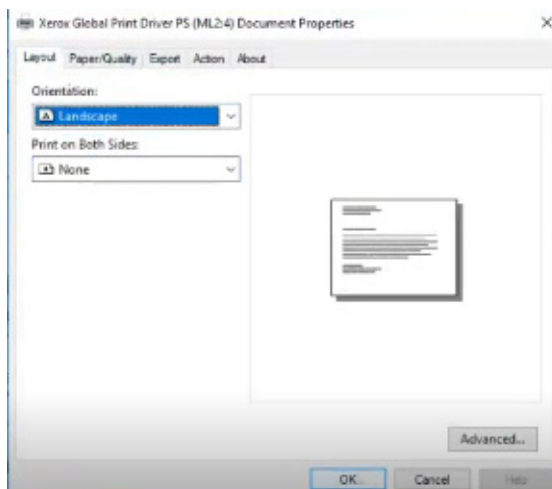 Xerox Global Print Driver PS (ML2:4) Document Properties
Layout Paper/Quality Export Action About
Orientation:
Landscape
Print on Both Sides:
None
Advanced...
OK Cancel Help